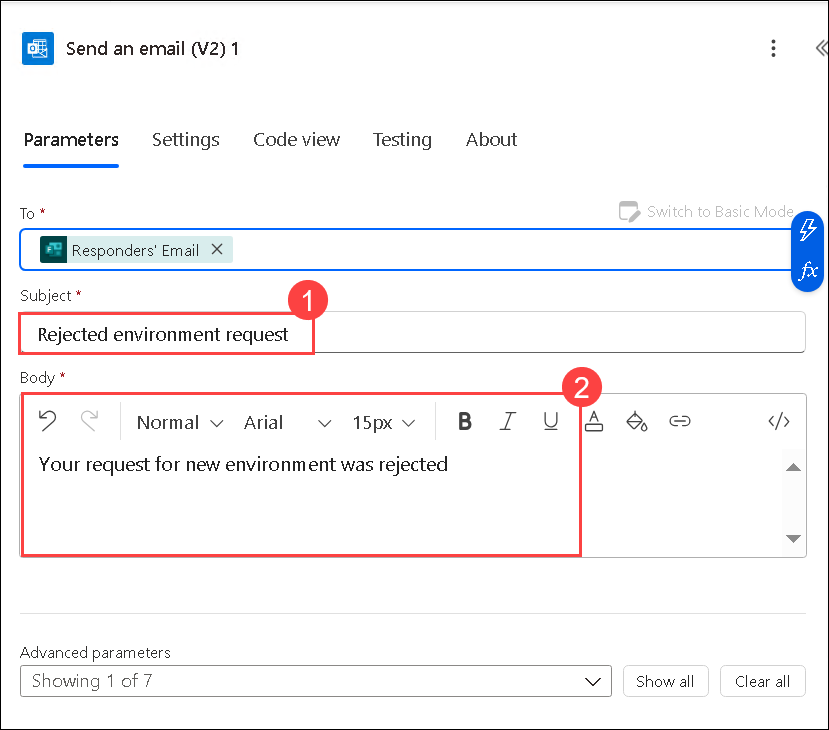 Send an email (V2) 1
Parameters Settings Code view Testing About
To *
Switch to Basic Mode
Responders' Email
fx
Subject *
1
Rejected environment request
Body *
2
Normal Arial 15px B I U A </>
Your request for new environment was rejected
Advanced parameters
Showing 1 of 7
Show all
Clear all